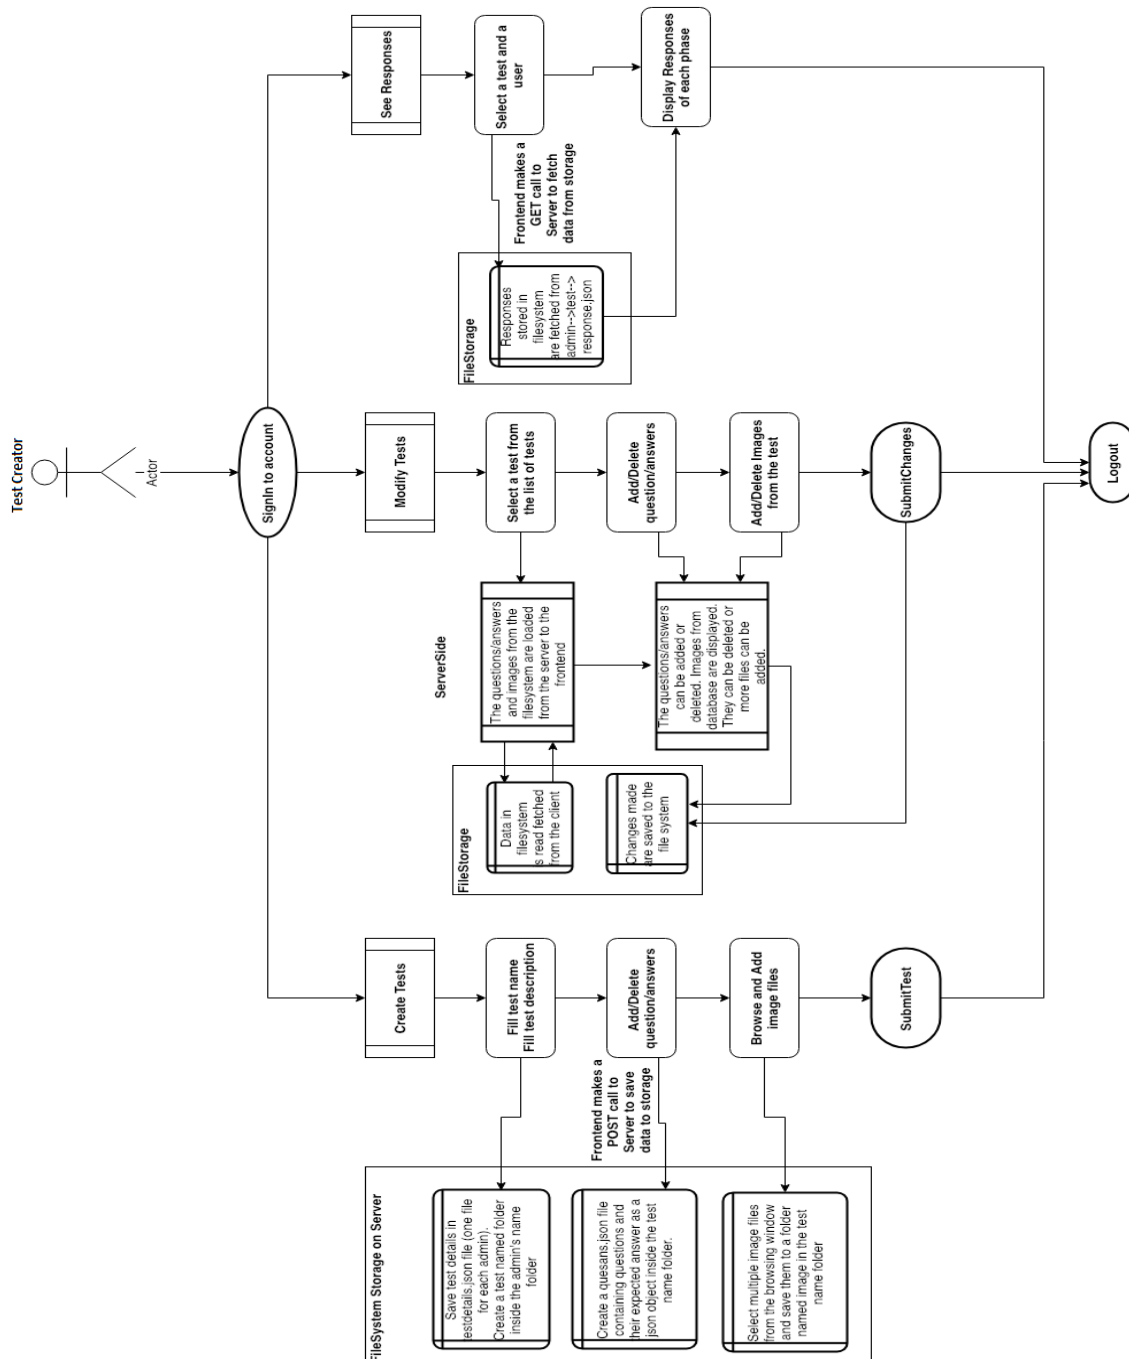 Test Creator
Actor
SignIn to account
See Responses
Select a test and a
user
Display Responses
of each phase
Frontend makes a
GET call to
Server to fetch
data from storage
FileStorage
Responses
stored in
filesystem
are fetched from
admin-->test-->
response.json
Modify Tests
Select a test from
the list of tests
Add/Delete
question/answers
Add/Delete Images
from the test
SubmitChanges
Logout
ServerSide
The questions/answers
and images from the
filesystem are loaded
from the server to the
frontend
The questions/answers
can be added or
deleted. Images from
database are displayed.
They can be deleted or
more files can be
added.
FileStorage
Data in
filesystem
s read fetched
from the client
Changes made
are saved to the
file system
Create Tests
Fill test name
Fill test description
Add/Delete
question/answers
Browse and Add
image files
SubmitTest
Frontend makes a
POST call to
Server to save
data to storage
FileSystem Storage on Server
Save test details in
testdetails.json file (one file
for each admin).
Create a test named folder
inside the admin's name
folder
Create a quesans.json file
containing questions and
their expected answer as a
json object inside the test
name folder.
Select multiple image files
from the browsing window
and save them to a folder
named image in the test
name folder